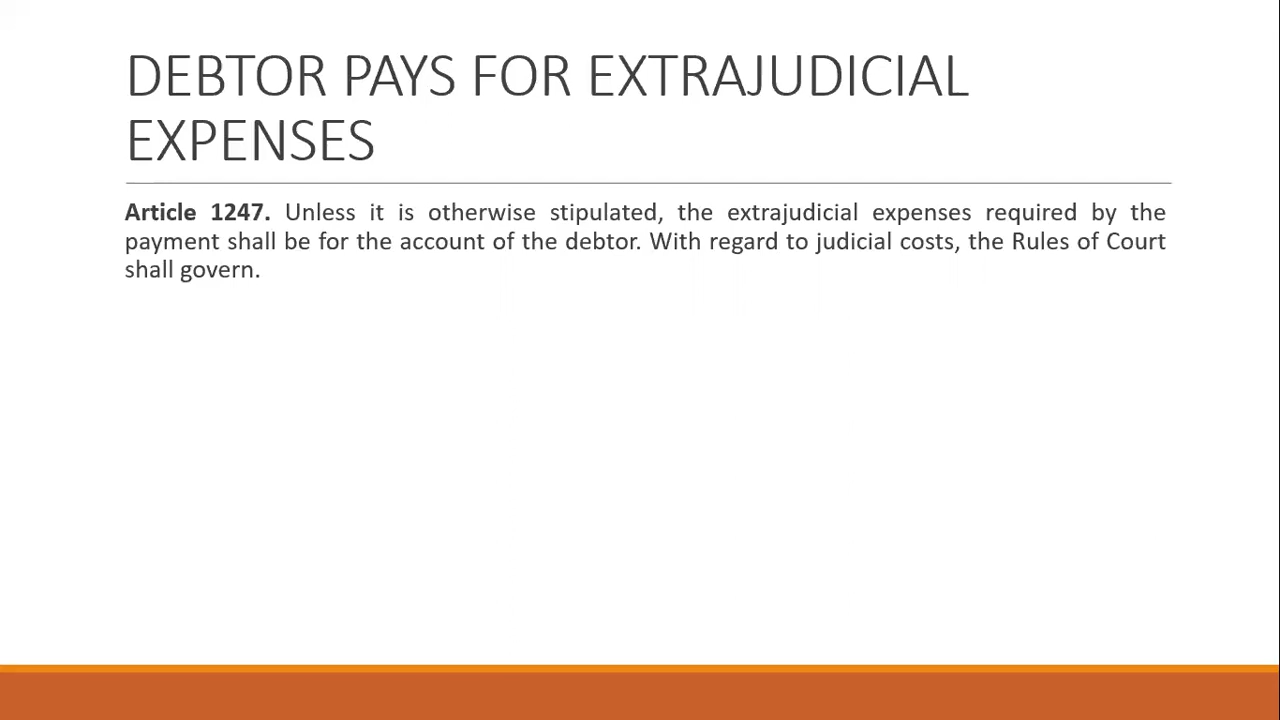 DEBTOR PAYS FOR EXTRAJUDICIAL
EXPENSES
Article 1247. Unless it is otherwise stipulated, the extrajudicial expenses required by the
payment shall be for the account of the debtor. With regard to judicial costs, the Rules of Court
shall govern.